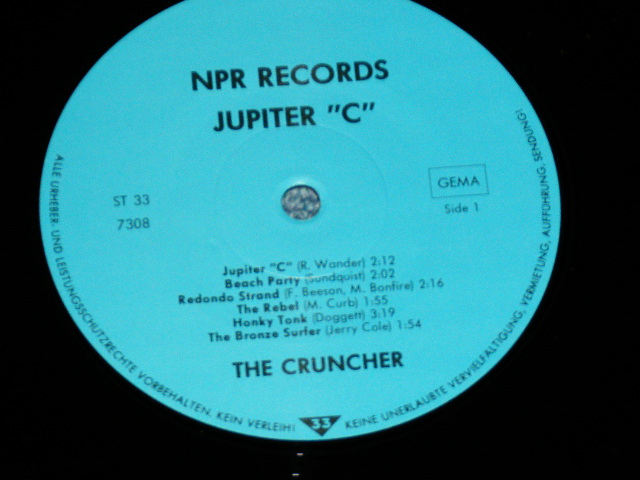 NPR RECORDS
JUPITER "C"
ST 33
7308
GEMA
Side 1
Jupiter "C" (R. Wander) 2:12
Beach Party (Sundquist) 2:02
Redondo Strand (F. Beeson, M. Bonfire) 2:16
The Rebel (M. Curb) 1:55
Honky Tonk (Doggett) 3:19
The Bronze Surfer (Jerry Cole) 1:54
THE CRUNCHER
ALLE URHEBER- UND LEISTUNGSSCHUTZRECHTE VORBEHALTEN. KEIN VERLEIH!
33
KEINE UNERLAUBTE VERVIELFÄLTIGUNG, VERMIETUNG, AUFFÜHRUNG, SENDUNG!